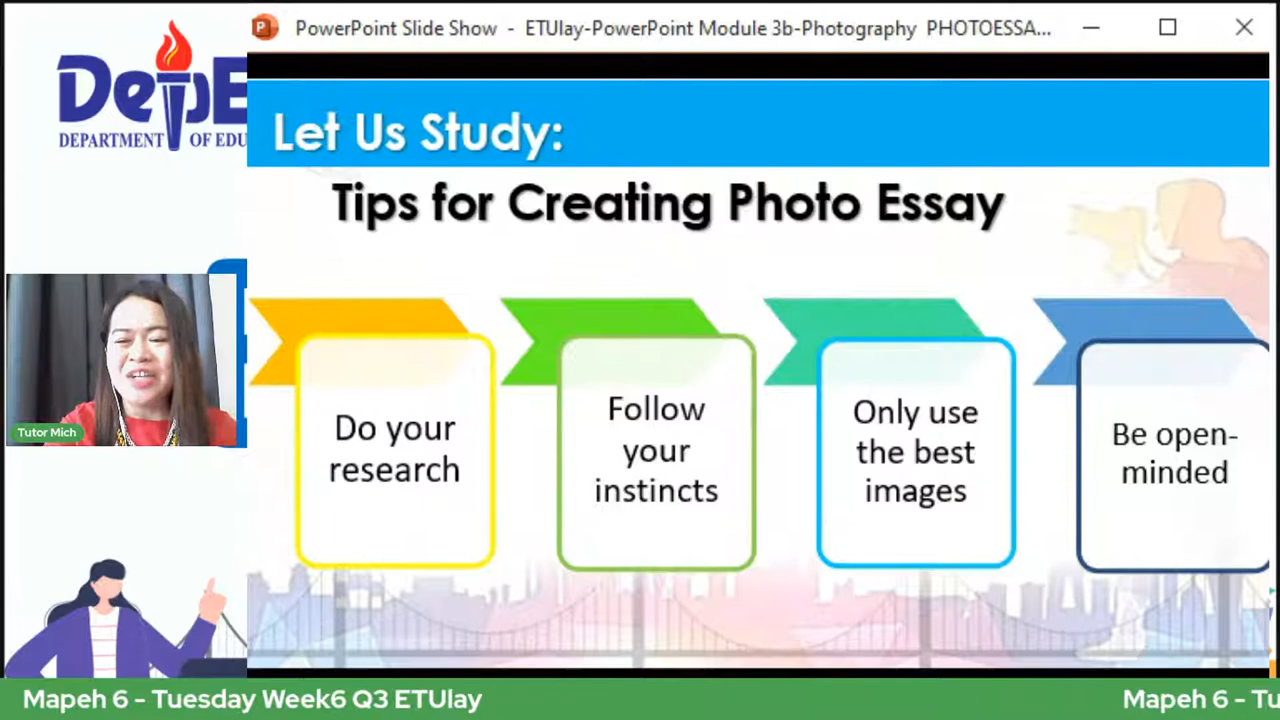 PowerPoint Slide Show - ETUlay-PowerPoint Module 3b-Photography PHOTOESSA...
DepE
DEPARTMENT OF EDU
Let Us Study:
Tips for Creating Photo Essay
Do your
research
Follow
your
instincts
Only use
the best
images
Be open-
minded
Tutor Mich
Mapeh 6 - Tuesday Week6 Q3 ETUlay
Mapeh 6 - Tu